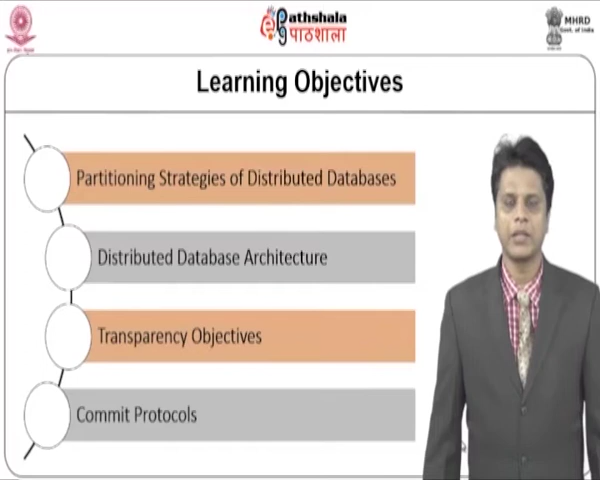 Pathshala
पाठशाला
MHRD
Govt. of India
Learning Objectives
Partitioning Strategies of Distributed Databases
Distributed Database Architecture
Transparency Objectives
Commit Protocols